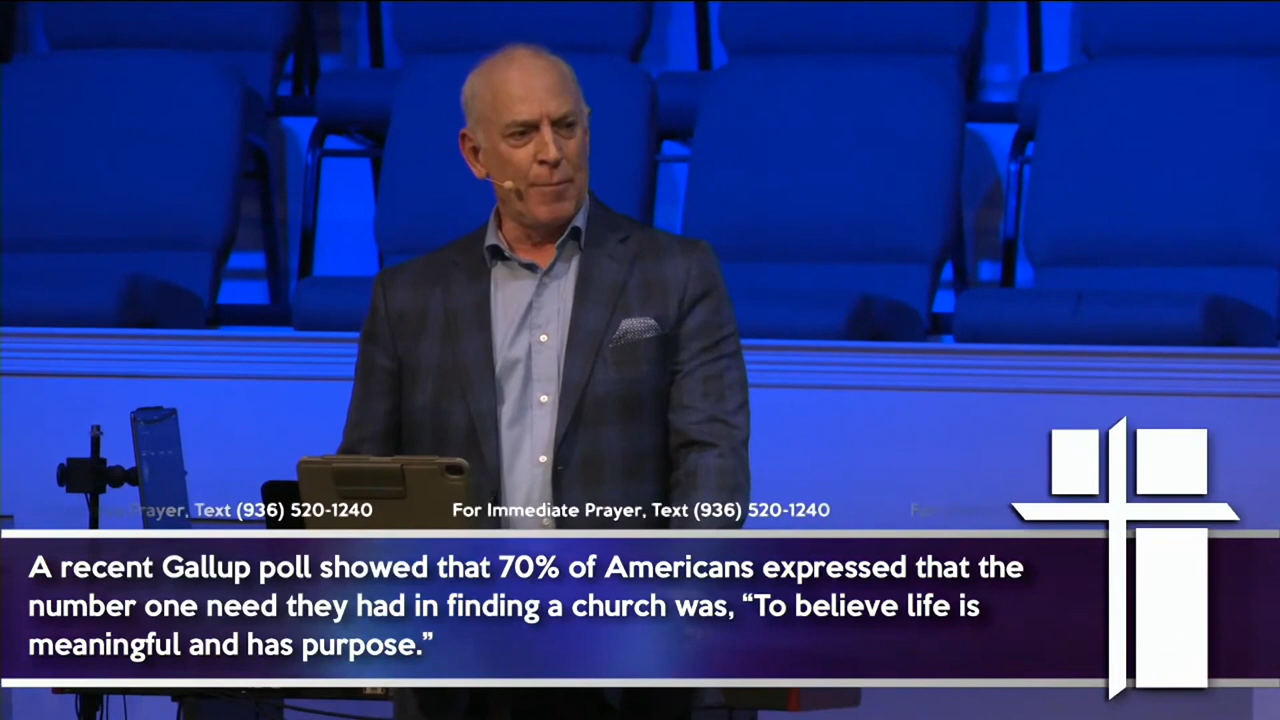 Prayer, Text (936) 520-1240 For Immediate Prayer, Text (936) 520-1240
A recent Gallup poll showed that 70% of Americans expressed that the
number one need they had in finding a church was, “To believe life is
meaningful and has purpose.”